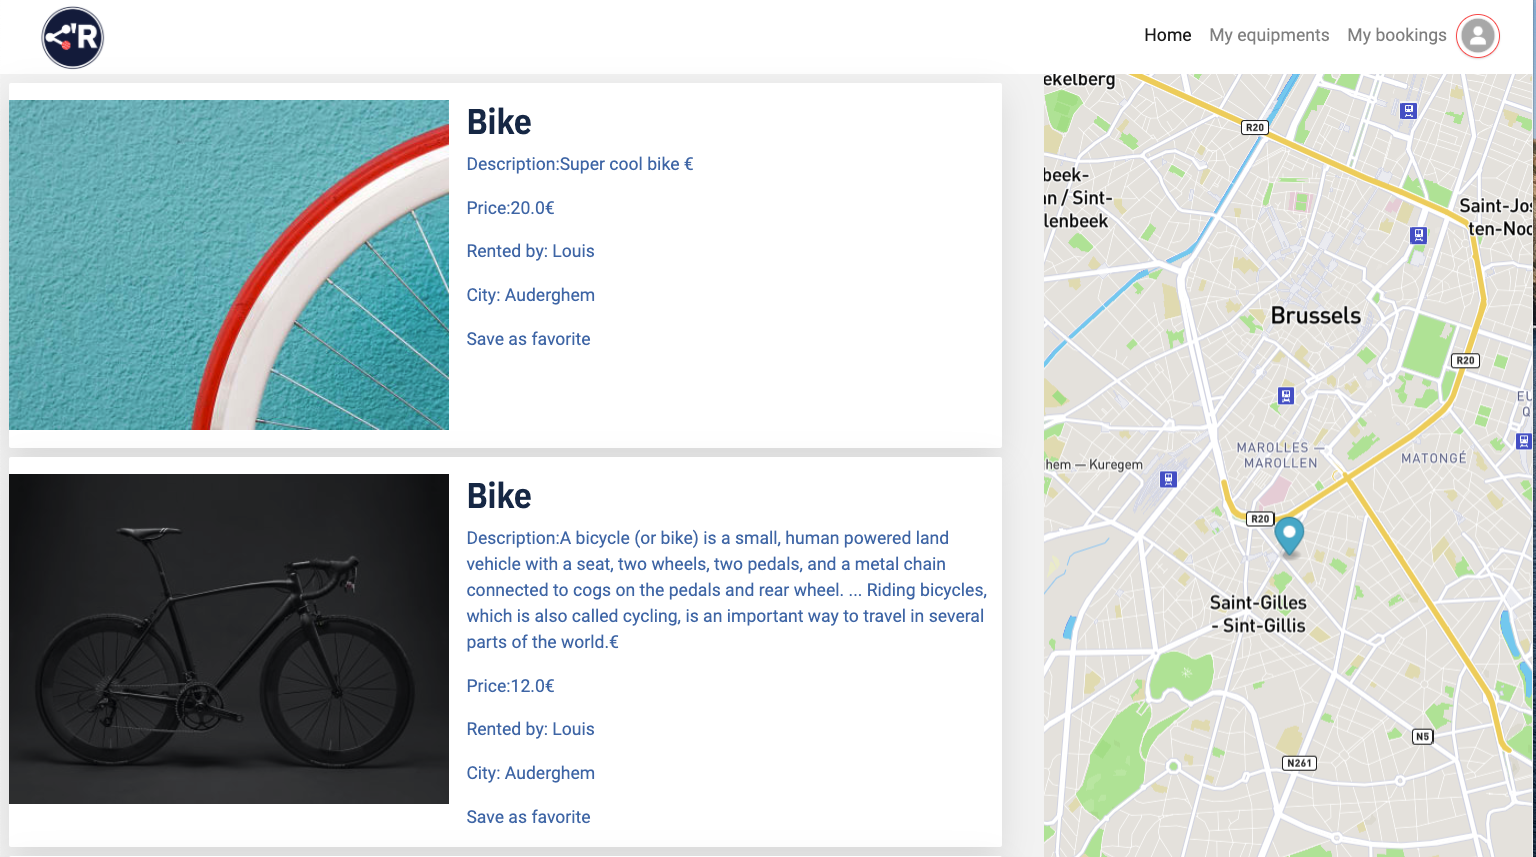 'R
Home My equipments My bookings
Bike
Description:Super cool bike €
Price:20.0€
Rented by: Louis
City: Auderghem
Save as favorite
Bike
Description:A bicycle (or bike) is a small, human powered land
vehicle with a seat, two wheels, two pedals, and a metal chain
connected to cogs on the pedals and rear wheel. ... Riding bicycles,
which is also called cycling, is an important way to travel in several
parts of the world.€
Price:12.0€
Rented by: Louis
City: Auderghem
Save as favorite
ekelberg
R20
beek-
n / Sint-
lenbeek
Saint-Jos
ten-Noo
Brussels
R20
EU
Q
MAROLLES —
MAROLLEN
MATONGÉ
hem — Kuregem
R20
Saint-Gilles
- Sint-Gillis
N5
N261